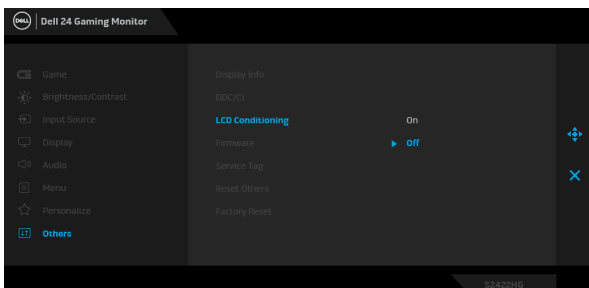 DELL
Dell 24 Gaming Monitor
Game
Brightness/Contrast
Input Source
Display
Audio
Menu
Personalize
Others
Display Info
DDC/CI
LCD Conditioning
On
Firmware
Off
Service Tag
Reset Others
Factory Reset
S2422HG